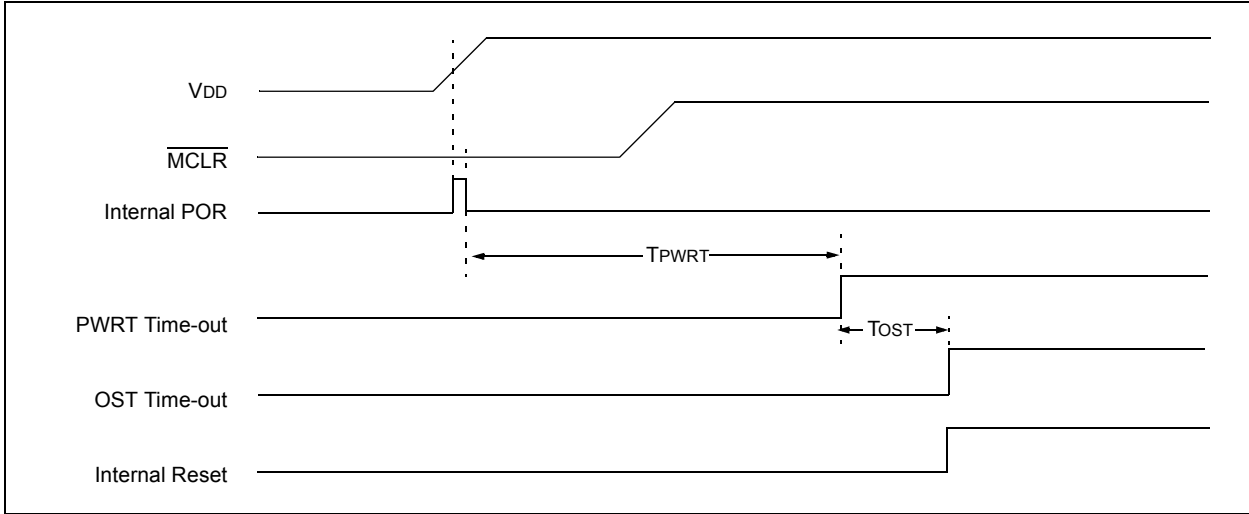 VDD
MCLR
Internal POR
TPWRT
PWRT Time-out
TOST
OST Time-out
Internal Reset